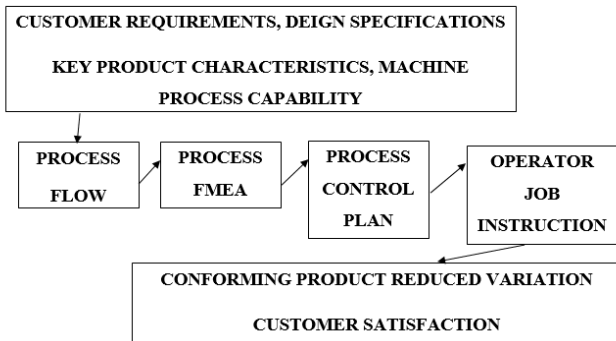 CUSTOMER REQUIREMENTS, DEIGN SPECIFICATIONS
KEY PRODUCT CHARACTERISTICS, MACHINE
PROCESS CAPABILITY
PROCESS
FLOW
PROCESS
FMEA
PROCESS
CONTROL
PLAN
OPERATOR
JOB
INSTRUCTION
CONFORMING PRODUCT REDUCED VARIATION
CUSTOMER SATISFACTION